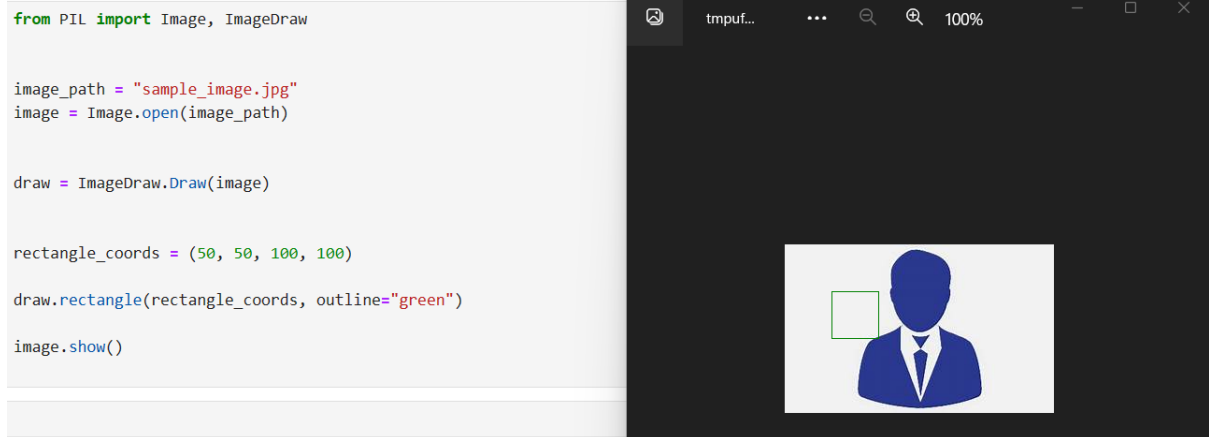 from PIL import Image, ImageDraw
image_path = "sample_image.jpg"
image = Image.open(image_path)
draw = ImageDraw.Draw(image)
rectangle_coords = (50, 50, 100, 100)
draw.rectangle(rectangle_coords, outline="green")
image.show()
tmpuf... ••• 100%